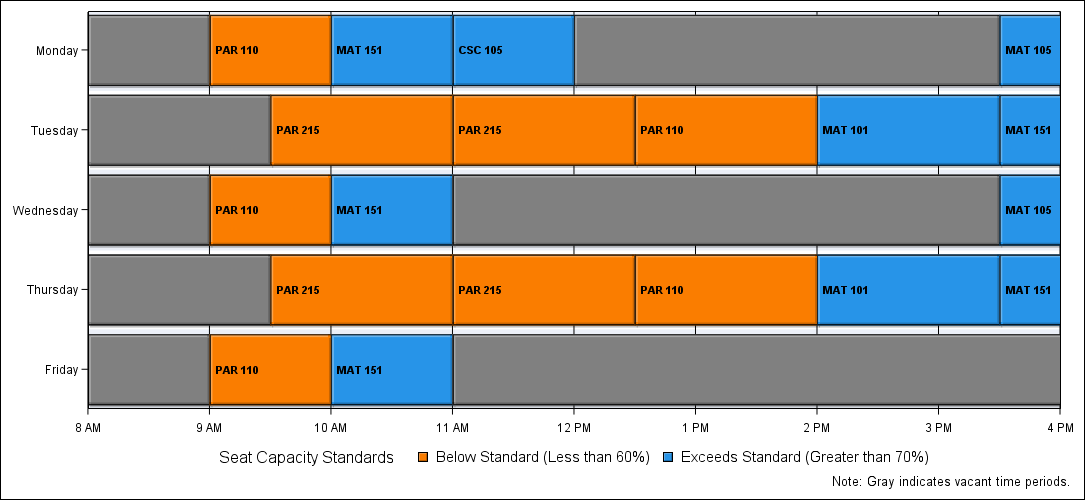 Monday
PAR 110
MAT 151
CSC 105
MAT 105
Tuesday
PAR 215
PAR 215
PAR 110
MAT 101
MAT 151
Wednesday
PAR 110
MAT 151
MAT 105
Thursday
PAR 215
PAR 215
PAR 110
MAT 101
MAT 151
Friday
PAR 110
MAT 151
8 AM
9 AM
10 AM
11 AM
12 PM
1 PM
2 PM
3 PM
4 PM
Seat Capacity Standards
Below Standard (Less than 60%)
Exceeds Standard (Greater than 70%)
Note: Gray indicates vacant time periods.